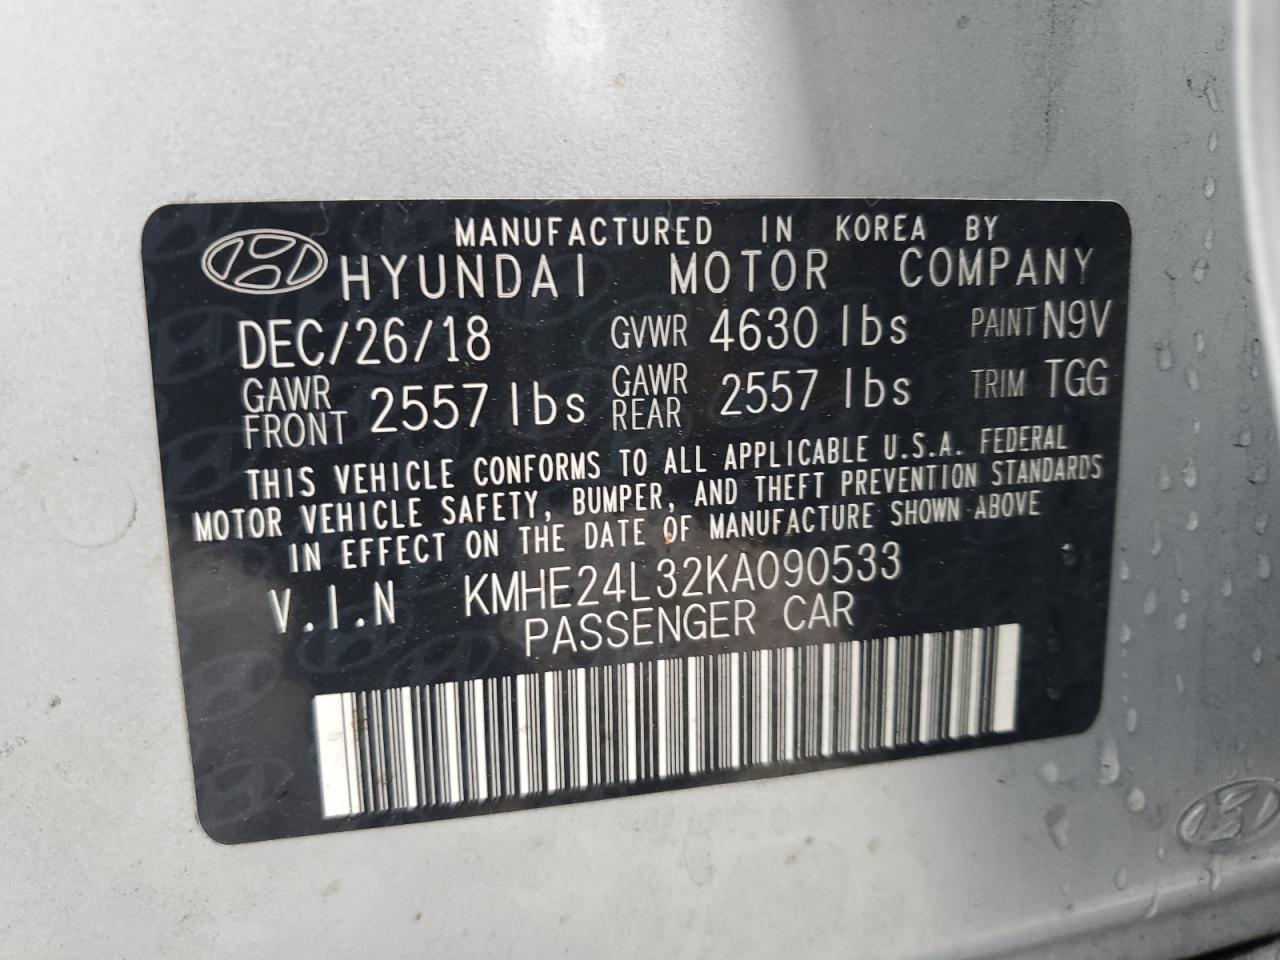 MANUFACTURED IN KOREA BY
HYUNDAI MOTOR COMPANY
DEC/26/18 GVWR 4630 lbs PAINT N9V
GAWR FRONT 2557 lbs GAWR REAR 2557 lbs TRIM TGG
THIS VEHICLE CONFORMS TO ALL APPLICABLE U.S.A. FEDERAL
MOTOR VEHICLE SAFETY, BUMPER, AND THEFT PREVENTION STANDARDS
IN EFFECT ON THE DATE OF MANUFACTURE SHOWN ABOVE
V.I.N KMHE24L32KA090533
PASSENGER CAR